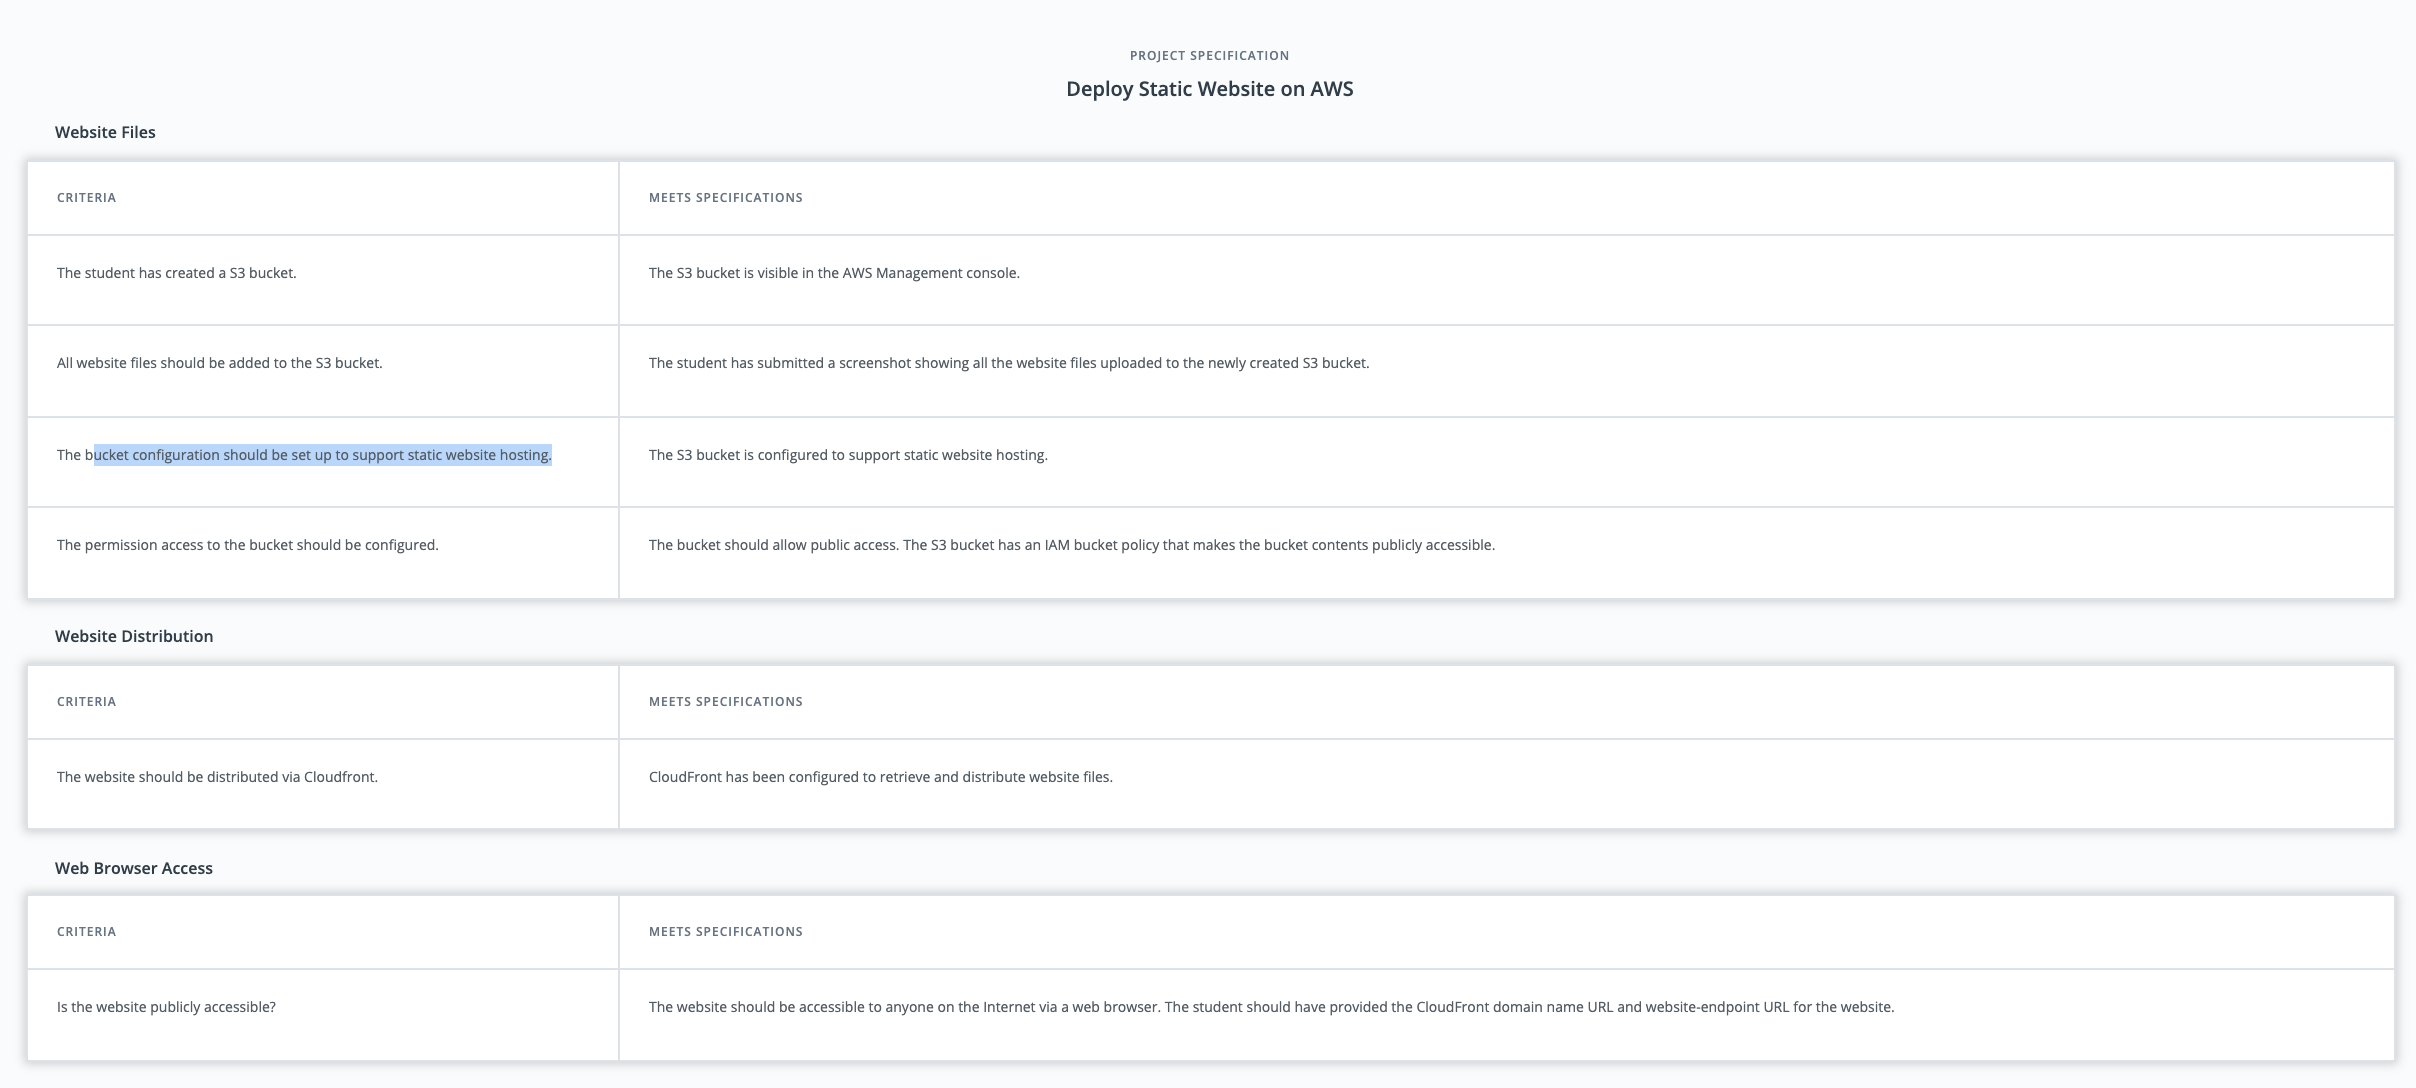 PROJECT SPECIFICATION
Deploy Static Website on AWS
Website Files
CRITERIA
MEETS SPECIFICATIONS
The student has created a S3 bucket.
The S3 bucket is visible in the AWS Management console.
All website files should be added to the S3 bucket.
The student has submitted a screenshot showing all the website files uploaded to the newly created S3 bucket.
The bucket configuration should be set up to support static website hosting.
The S3 bucket is configured to support static website hosting.
The permission access to the bucket should be configured.
The bucket should allow public access. The S3 bucket has an IAM bucket policy that makes the bucket contents publicly accessible.
Website Distribution
CRITERIA
MEETS SPECIFICATIONS
The website should be distributed via Cloudfront.
CloudFront has been configured to retrieve and distribute website files.
Web Browser Access
CRITERIA
MEETS SPECIFICATIONS
Is the website publicly accessible?
The website should be accessible to anyone on the Internet via a web browser. The student should have provided the CloudFront domain name URL and website-endpoint URL for the website.